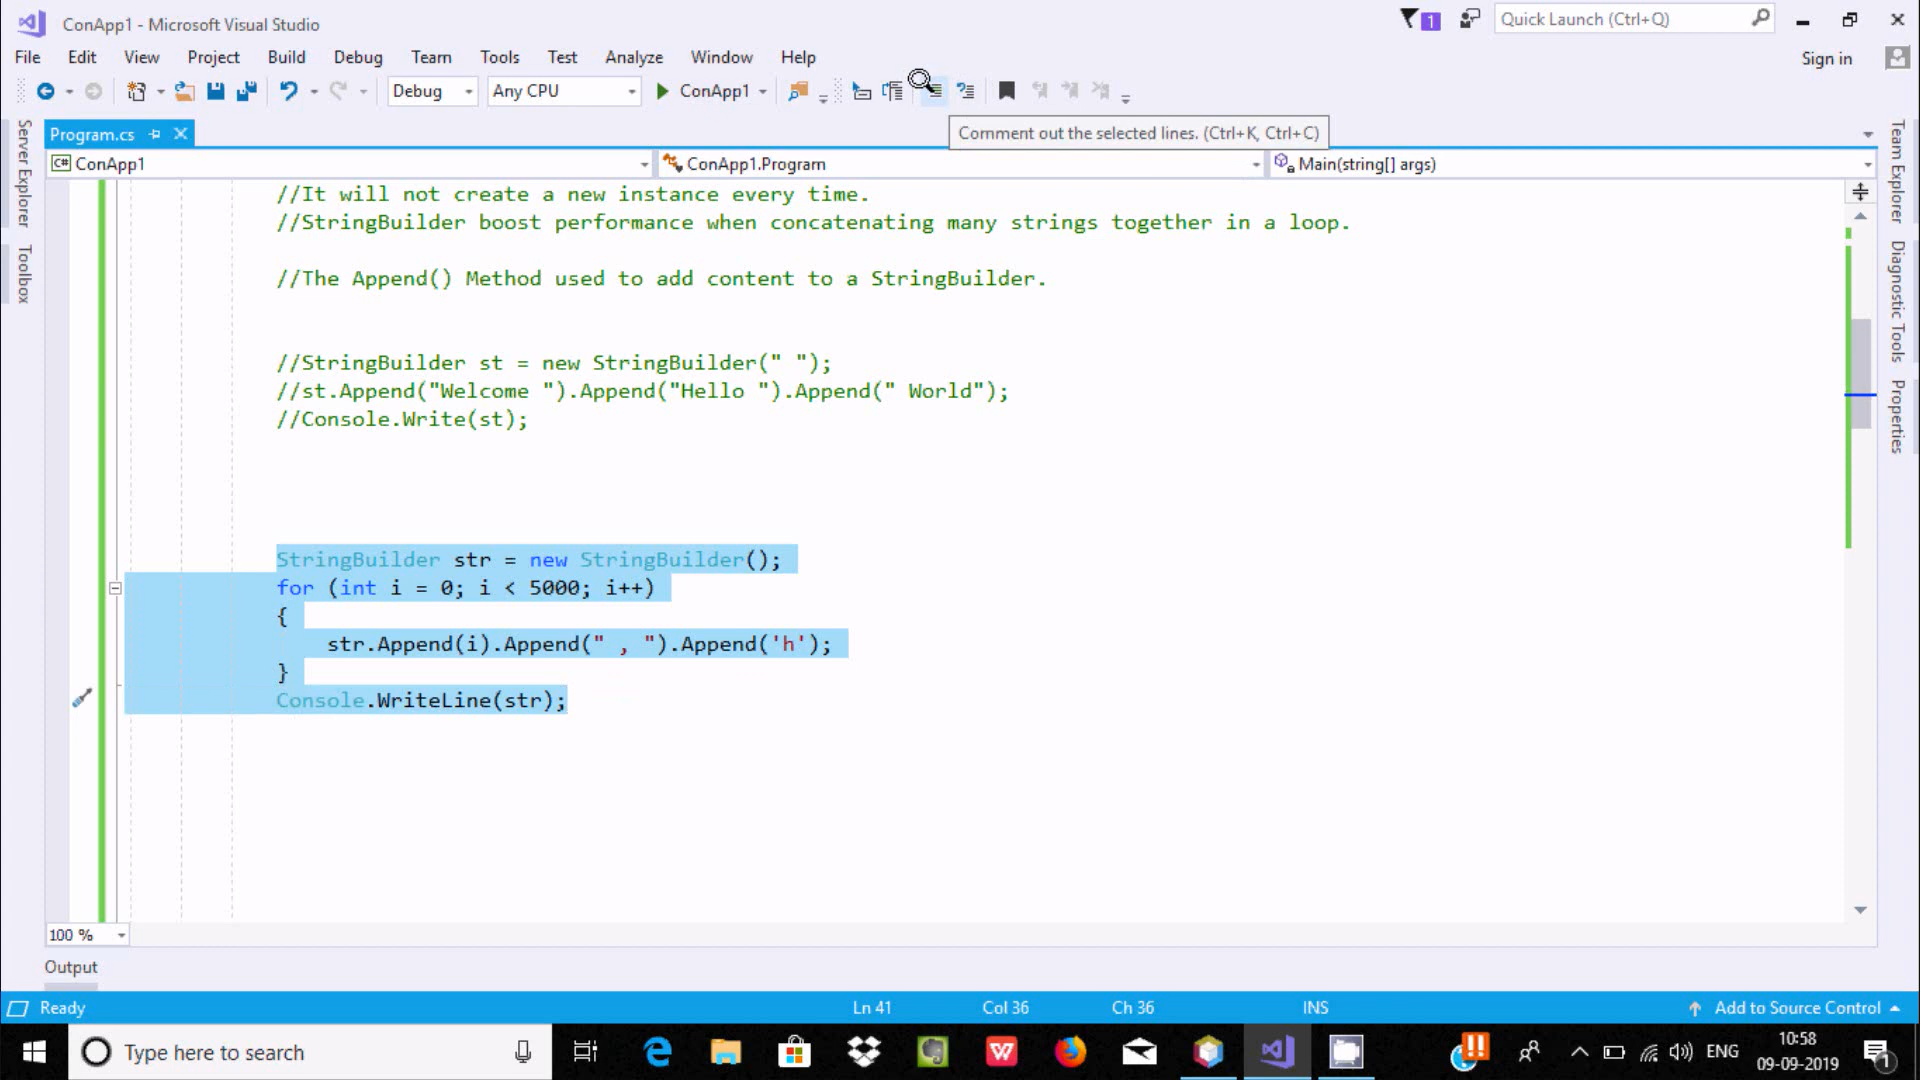 ConApp1 - Microsoft Visual Studio
1
Quick Launch (Ctrl+Q)
File Edit View Project Build Debug Team Tools Test Analyze Window Help
Sign in
Debug Any CPU ConApp1
Program.cs
Comment out the selected lines. (Ctrl+K, Ctrl+C)
C# ConApp1
ConApp1.Program
Main(string[] args)
Server Explorer
Toolbox
//It will not create a new instance every time.
//StringBuilder boost performance when concatenating many strings together in a loop.
//The Append() Method used to add content to a StringBuilder.
//StringBuilder st = new StringBuilder(" ");
//st.Append("Welcome ").Append("Hello ").Append(" World");
//Console.Write(st);
StringBuilder str = new StringBuilder();
for (int i = 0; i < 5000; i++)
{
str.Append(i).Append(" , ").Append('h');
}
Console.WriteLine(str);
Team Explorer
Diagnostic Tools
Properties
100 %
Output
Ready
Ln 41
Col 36
Ch 36
INS
Add to Source Control
Type here to search
W
ENG
10:58
09-09-2019
1